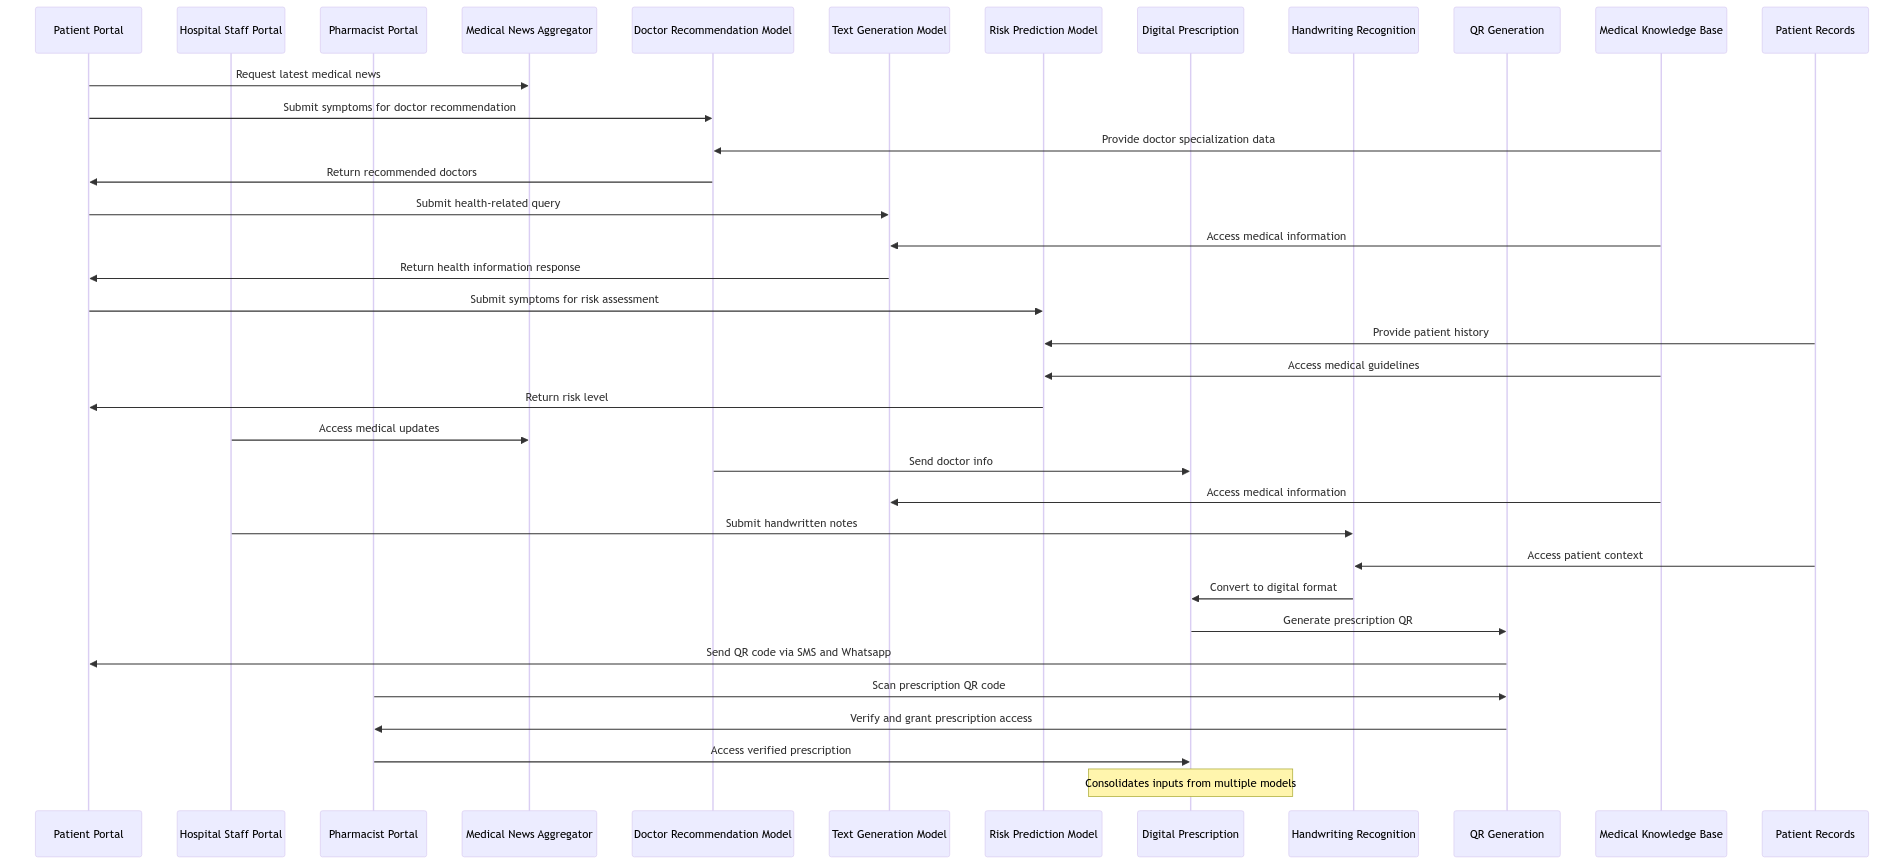 Patient Portal
Hospital Staff Portal
Pharmacist Portal
Medical News Aggregator
Doctor Recommendation Model
Text Generation Model
Risk Prediction Model
Digital Prescription
Handwriting Recognition
QR Generation
Medical Knowledge Base
Patient Records
Request latest medical news
Submit symptoms for doctor recommendation
Provide doctor specialization data
Return recommended doctors
Submit health-related query
Access medical information
Return health information response
Submit symptoms for risk assessment
Provide patient history
Access medical guidelines
Return risk level
Access medical updates
Send doctor info
Access medical information
Submit handwritten notes
Access patient context
Convert to digital format
Generate prescription QR
Send QR code via SMS and Whatsapp
Scan prescription QR code
Verify and grant prescription access
Access verified prescription
Consolidates inputs from multiple models
Patient Portal
Hospital Staff Portal
Pharmacist Portal
Medical News Aggregator
Doctor Recommendation Model
Text Generation Model
Risk Prediction Model
Digital Prescription
Handwriting Recognition
QR Generation
Medical Knowledge Base
Patient Records